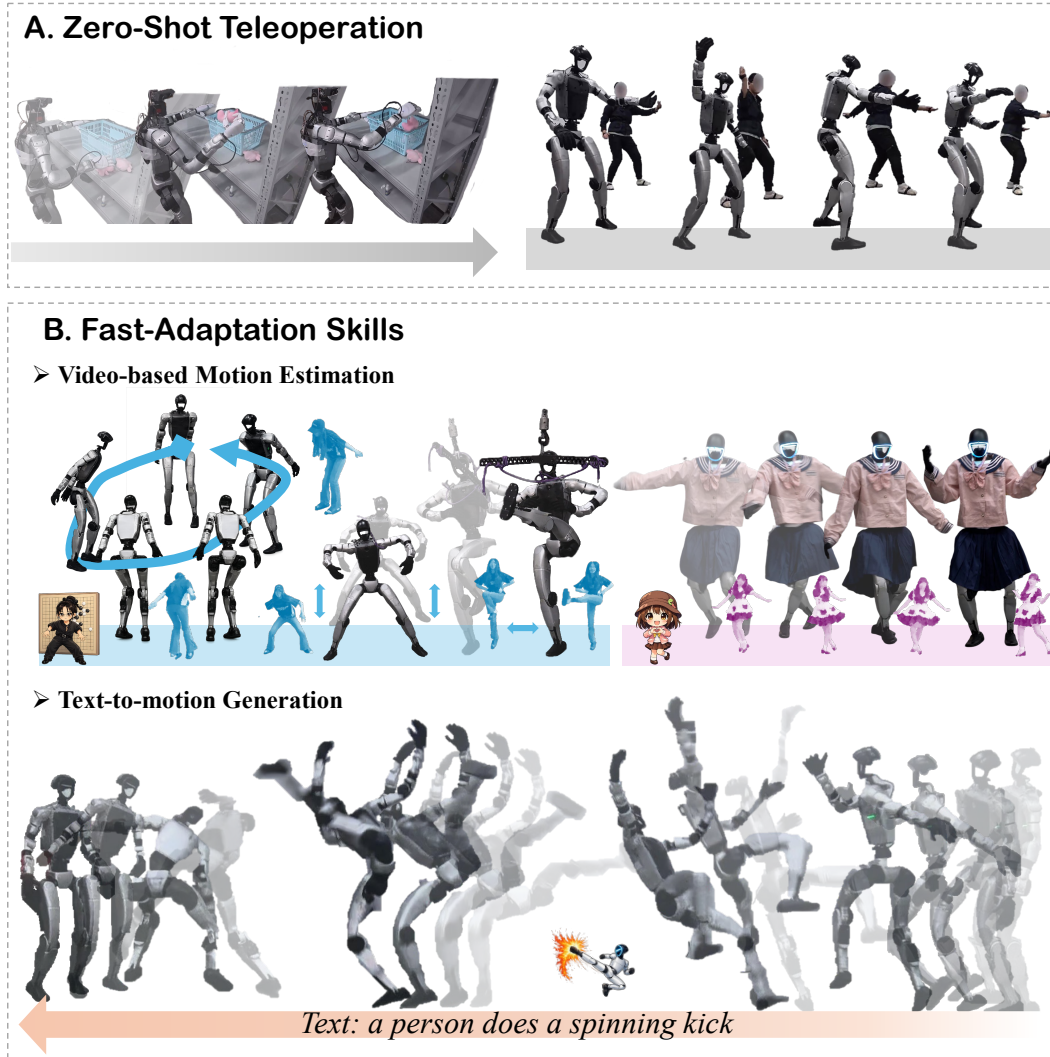 A. Zero-Shot Teleoperation
B. Fast-Adaptation Skills
➢ Video-based Motion Estimation
➢ Text-to-motion Generation
Text: a person does a spinning kick